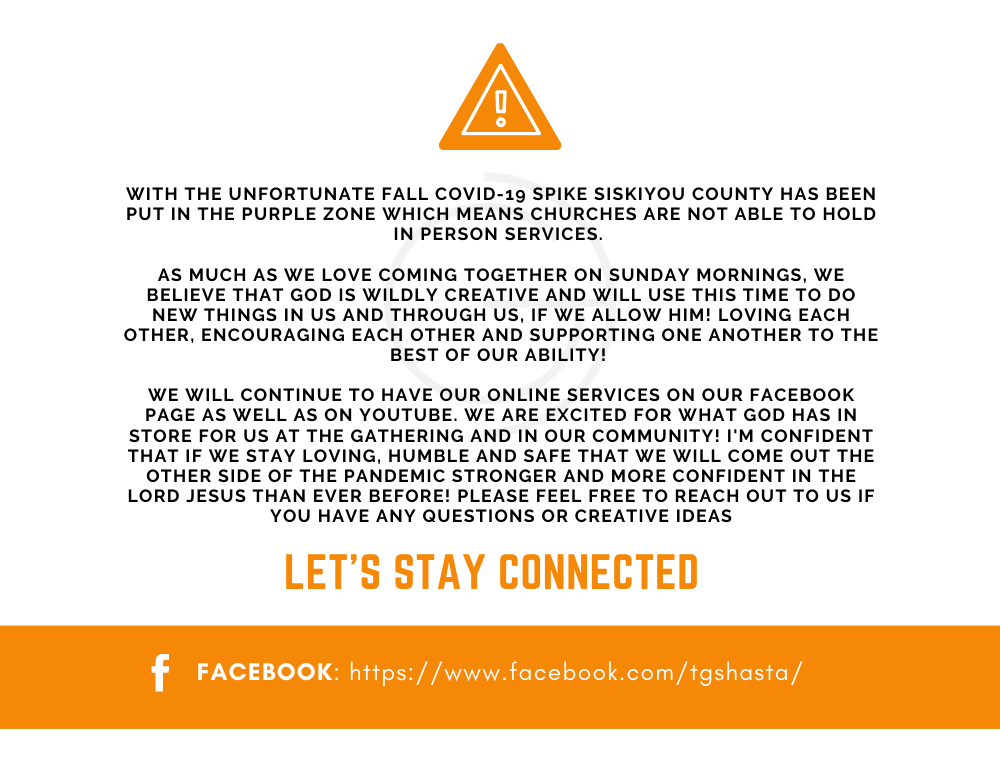 WITH THE UNFORTUNATE FALL COVID-19 SPIKE SISKIYOU COUNTY HAS BEEN
PUT IN THE PURPLE ZONE WHICH MEANS CHURCHES ARE NOT ABLE TO HOLD
IN PERSON SERVICES.
AS MUCH AS WE LOVE COMING TOGETHER ON SUNDAY MORNINGS, WE
BELIEVE THAT GOD IS WILDLY CREATIVE AND WILL USE THIS TIME TO DO
NEW THINGS IN US AND THROUGH US, IF WE ALLOW HIM! LOVING EACH
OTHER, ENCOURAGING EACH OTHER AND SUPPORTING ONE ANOTHER TO THE
BEST OF OUR ABILITY!
WE WILL CONTINUE TO HAVE OUR ONLINE SERVICES ON OUR FACEBOOK
PAGE AS WELL AS ON YOUTUBE. WE ARE EXCITED FOR WHAT GOD HAS IN
STORE FOR US AT THE GATHERING AND IN OUR COMMUNITY! I'M CONFIDENT
THAT IF WE STAY LOVING, HUMBLE AND SAFE THAT WE WILL COME OUT THE
OTHER SIDE OF THE PANDEMIC STRONGER AND MORE CONFIDENT IN THE
LORD JESUS THAN EVER BEFORE! PLEASE FEEL FREE TO REACH OUT TO US IF
YOU HAVE ANY QUESTIONS OR CREATIVE IDEAS
LET'S STAY CONNECTED
FACEBOOK: https://www.facebook.com/tgshasta/